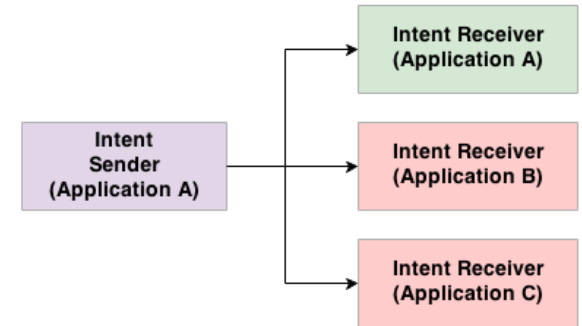 Intent Receiver
(Application A)
Intent
Sender
(Application A)
Intent Receiver
(Application B)
Intent Receiver
(Application C)